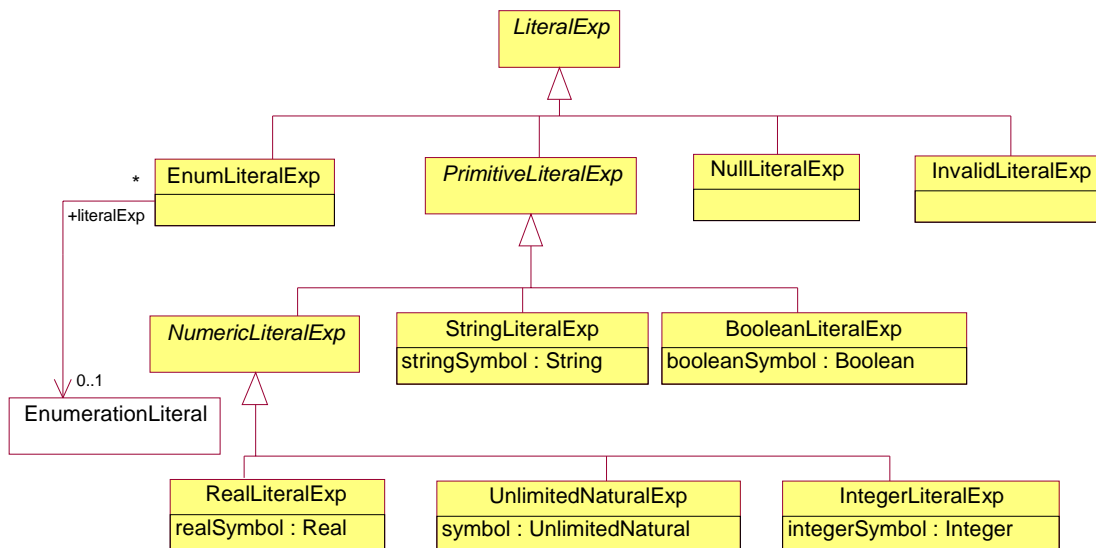 LiteralExp
EnumLiteralExp
PrimitiveLiteralExp
NullLiteralExp
InvalidLiteralExp
*
+literalExp
NumericLiteralExp
StringLiteralExp
stringSymbol : String
BooleanLiteralExp
booleanSymbol : Boolean
0..1
EnumerationLiteral
RealLiteralExp
realSymbol : Real
UnlimitedNaturalExp
symbol : UnlimitedNatural
IntegerLiteralExp
integerSymbol : Integer